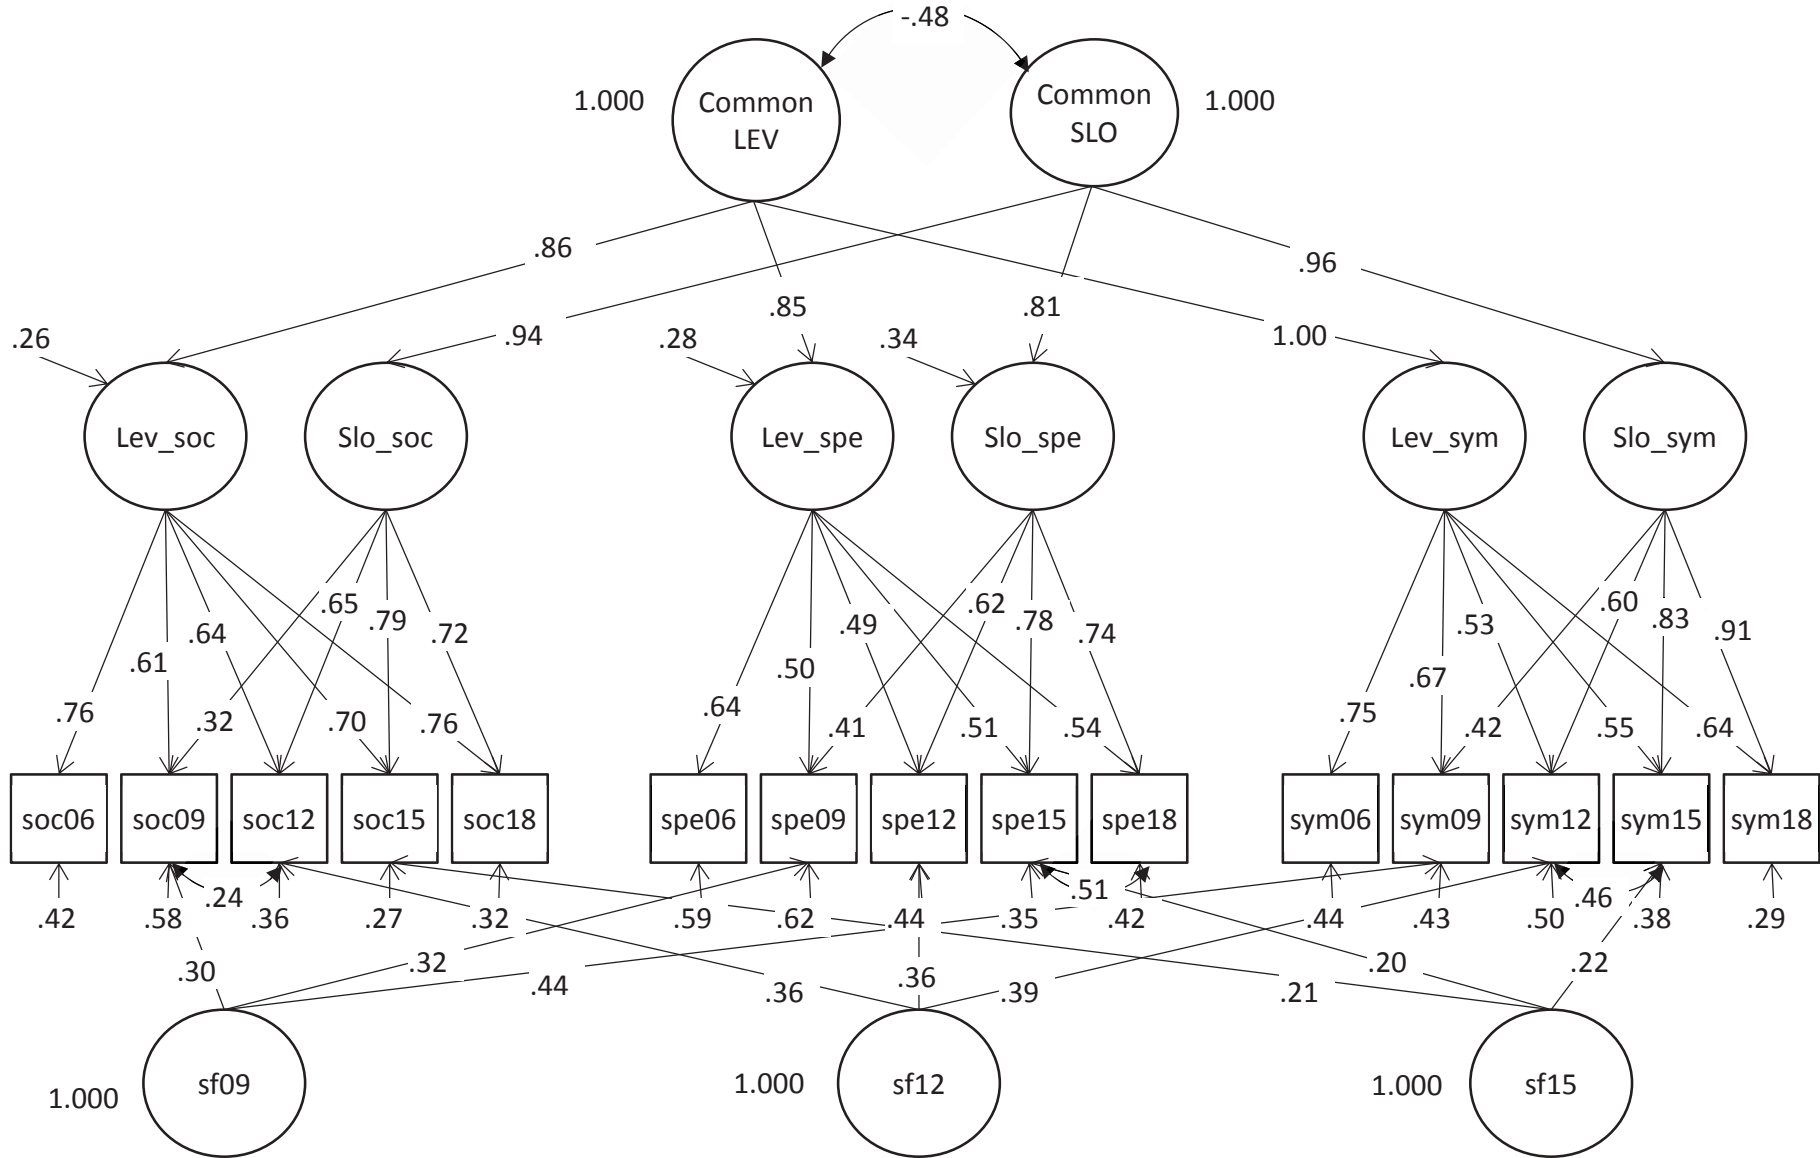 -.48
1.000
Common
LEV
Common
SLO
1.000
.86
.96
.85
.81
.26
.94
.28
.34
1.00
Lev_soc
Slo_soc
Lev_spe
Slo_spe
Lev_sym
Slo_sym
.65
.62
.60
.64
.79
.72
.49
.78
.74
.53
.83
.91
.61
.50
.67
.76
.32
.70
.76
.64
.41
.51
.54
.75
.42
.55
.64
soc06
soc09
soc12
soc15
soc18
spe06
spe09
spe12
spe15
spe18
sym06
sym09
sym12
sym15
sym18
.24
.51
.46
.42
.58
.36
.27
.32
.59
.62
.44
.35
.42
.44
.43
.50
.38
.29
.30
.32
.44
.36
.36
.39
.20
.21
.22
1.000
sf09
1.000
sf12
1.000
sf15